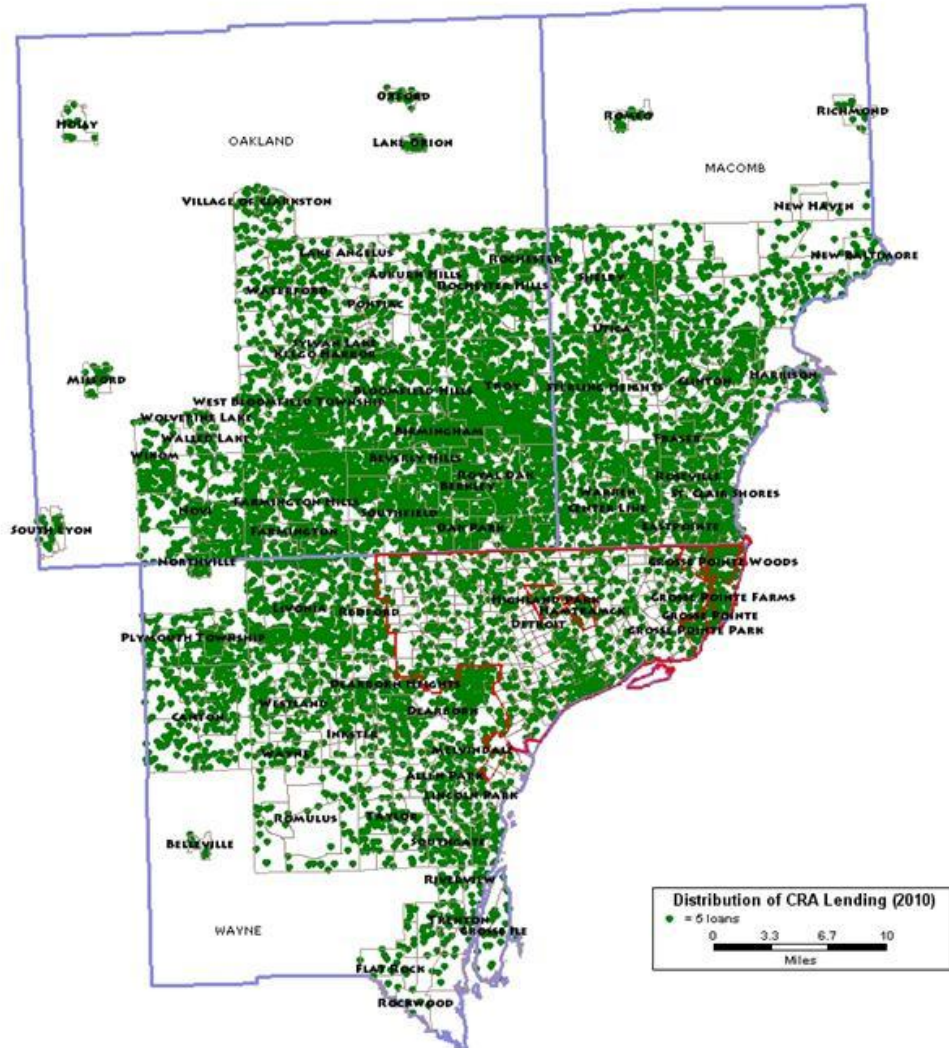 OXFORD
HOLLY
ROMEO
RICHMOND
OAKLAND
LAKE ORION
MACOMB
VILLAGE OF CLARKSTON
NEW HAVEN
LAKE ANGELUS
ROCHESTER
NEW BALTIMORE
AUBURN HILLS
SHELBY
WATERFORD
ROCHESTER HILLS
PONTIAC
UTICA
SYLVAN LAKE
KEEGO HARBOR
MILFORD
BLOOMFIELD HILLS
TROY
STERLING HEIGHTS
CLINTON
HARRISON
WEST BLOOMFIELD TOWNSHIP
WOLVERINE LAKE
BIRMINGHAM
WALLED LAKE
FRASER
WIXOM
BEVERLY HILLS
ROYAL OAK
ROSEVILLE
BERKLEY
WARREN
ST. CLAIR SHORES
FARMINGTON HILLS
CENTER LINE
NOVI
SOUTHFIELD
SOUTH LYON
FARMINGTON
OAK PARK
EASTPOINTE
NORTHVILLE
GROSSE POINTE WOODS
HIGHLAND PARK
GROSSE POINTE FARMS
LIVONIA
REDFORD
HAMTRAMCK
GROSSE POINTE
DETROIT
GROSSE POINTE PARK
PLYMOUTH TOWNSHIP
DEARBORN HEIGHTS
WESTLAND
DEARBORN
CANTON
INKSTER
WAYNE
MELVINDALE
ALLEN PARK
LINCOLN PARK
ROMULUS
TAYLOR
BELLEVILLE
SOUTHGATE
RIVERVIEW
TRENTON
WAYNE
GROSSE ILE
FLAT ROCK
ROCKWOOD
Distribution of CRA Lending (2010)
= 5 loans
0 3.3 6.7 10
Miles